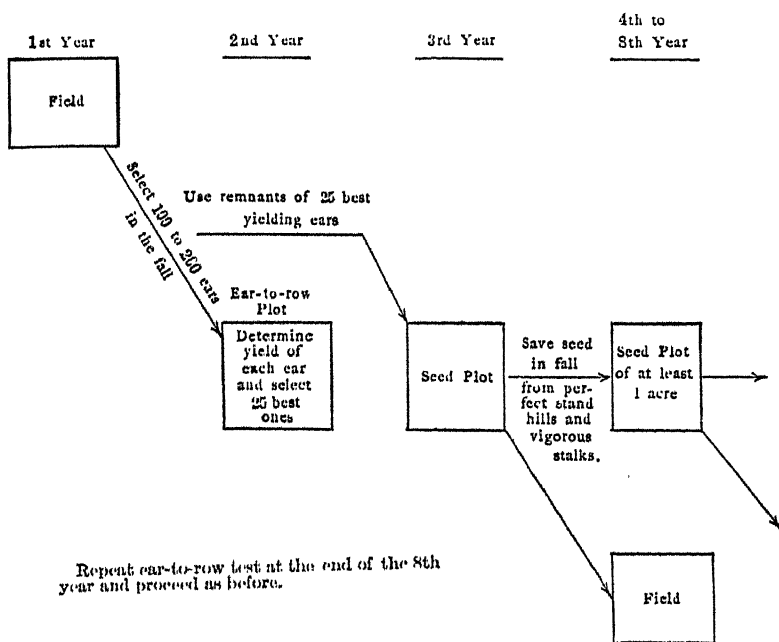 1st Year
2nd Year
3rd Year
4th to
8th Year
Field
Select 100 to 200 ears
in the fall
Use remnants of 25 best
yielding ears
Ear-to-row
Plot
Determine
yield of
each ear
and select
25 best
ones
Seed Plot
Save seed
in fall
from per-
fect stand
hills and
vigorous
stalks.
Seed Plot
of at least
1 acre
Field
Repeat ear-to-row test at the end of the 8th
year and proceed as before.